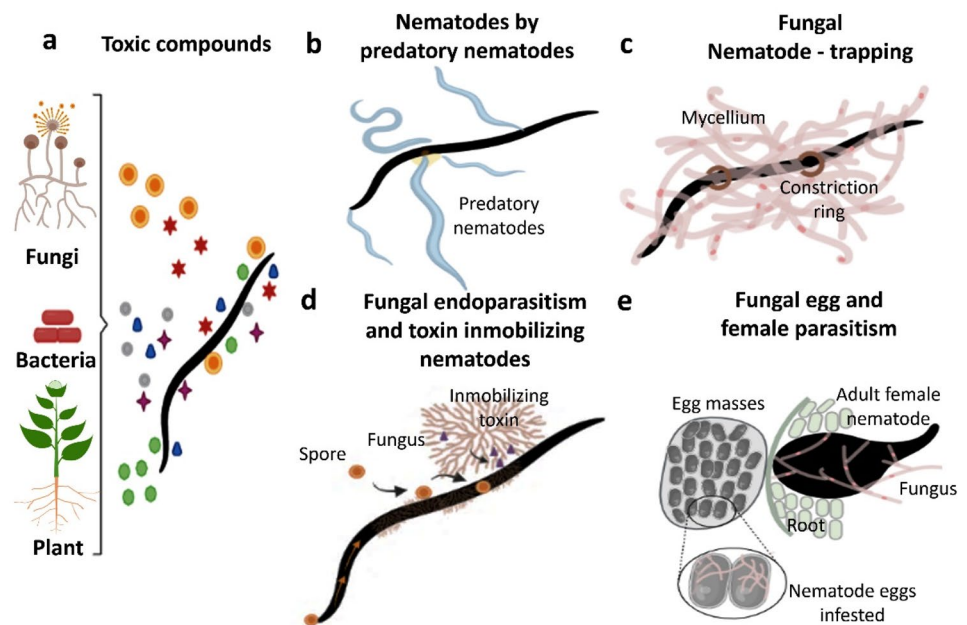 a
Toxic compounds
Fungi
Bacteria
Plant
b
Nematodes by
predatory nematodes
Predatory
nematodes
c
Fungal
Nematode - trapping
Mycellium
Constriction
ring
d
Fungal endoparasitism
and toxin inmobilizing
nematodes
Inmobilizing
toxin
Fungus
Spore
e
Fungal egg and
female parasitism
Egg masses
Adult female
nematode
Fungus
Root
Nematode eggs
infested